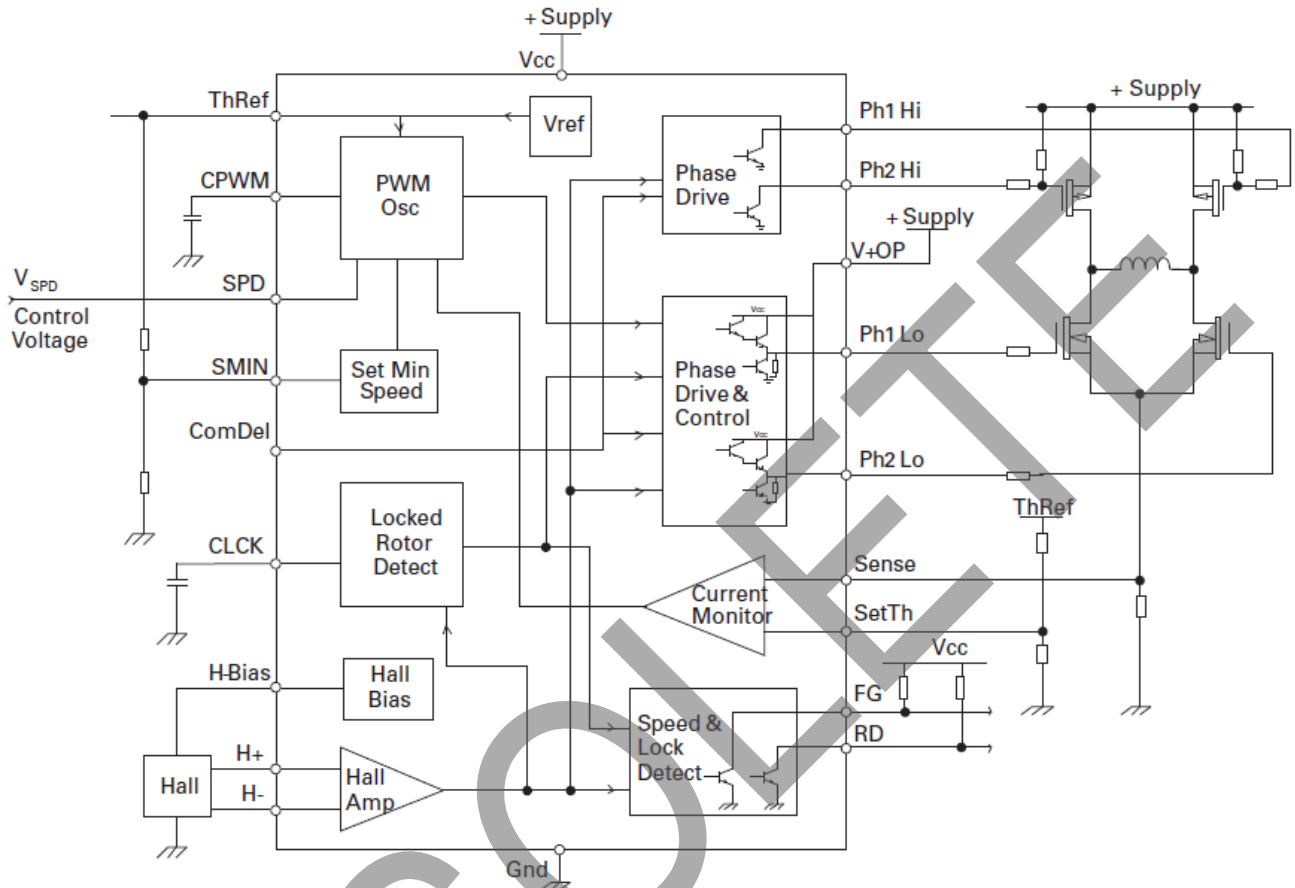 + Supply
Vcc
ThRef
Vref
CPWM
PWM
Osc
VSPD
Control
Voltage
SPD
SMIN
Set Min
Speed
ComDel
CLCK
Locked
Rotor
Detect
H-Bias
Hall
Bias
Hall
H+
H-
Hall
Amp
Gnd
Phase
Drive
Phase
Drive &
Control
Vcc
Vcc
Current
Monitor
Speed &
Lock
Detect
Ph1 Hi
Ph2 Hi
+ Supply
V+OP
Ph1 Lo
Ph2 Lo
Sense
SetTh
Vcc
FG
RD
+ Supply
ThRef
OLETE